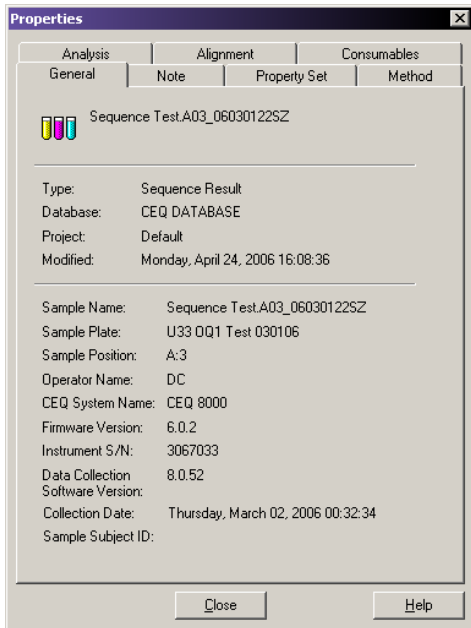 Properties
Analysis Alignment Consumables
General Note Property Set Method
Sequence Test.A03_06030122SZ
Type: Sequence Result
Database: CEQ DATABASE
Project: Default
Modified: Monday, April 24, 2006 16:08:36
Sample Name: Sequence Test.A03_06030122SZ
Sample Plate: U33 OQ1 Test 030106
Sample Position: A:3
Operator Name: DC
CEQ System Name: CEQ 8000
Firmware Version: 6.0.2
Instrument S/N: 3067033
Data Collection 8.0.52
Software Version:
Collection Date: Thursday, March 02, 2006 00:32:34
Sample Subject ID:
Close Help